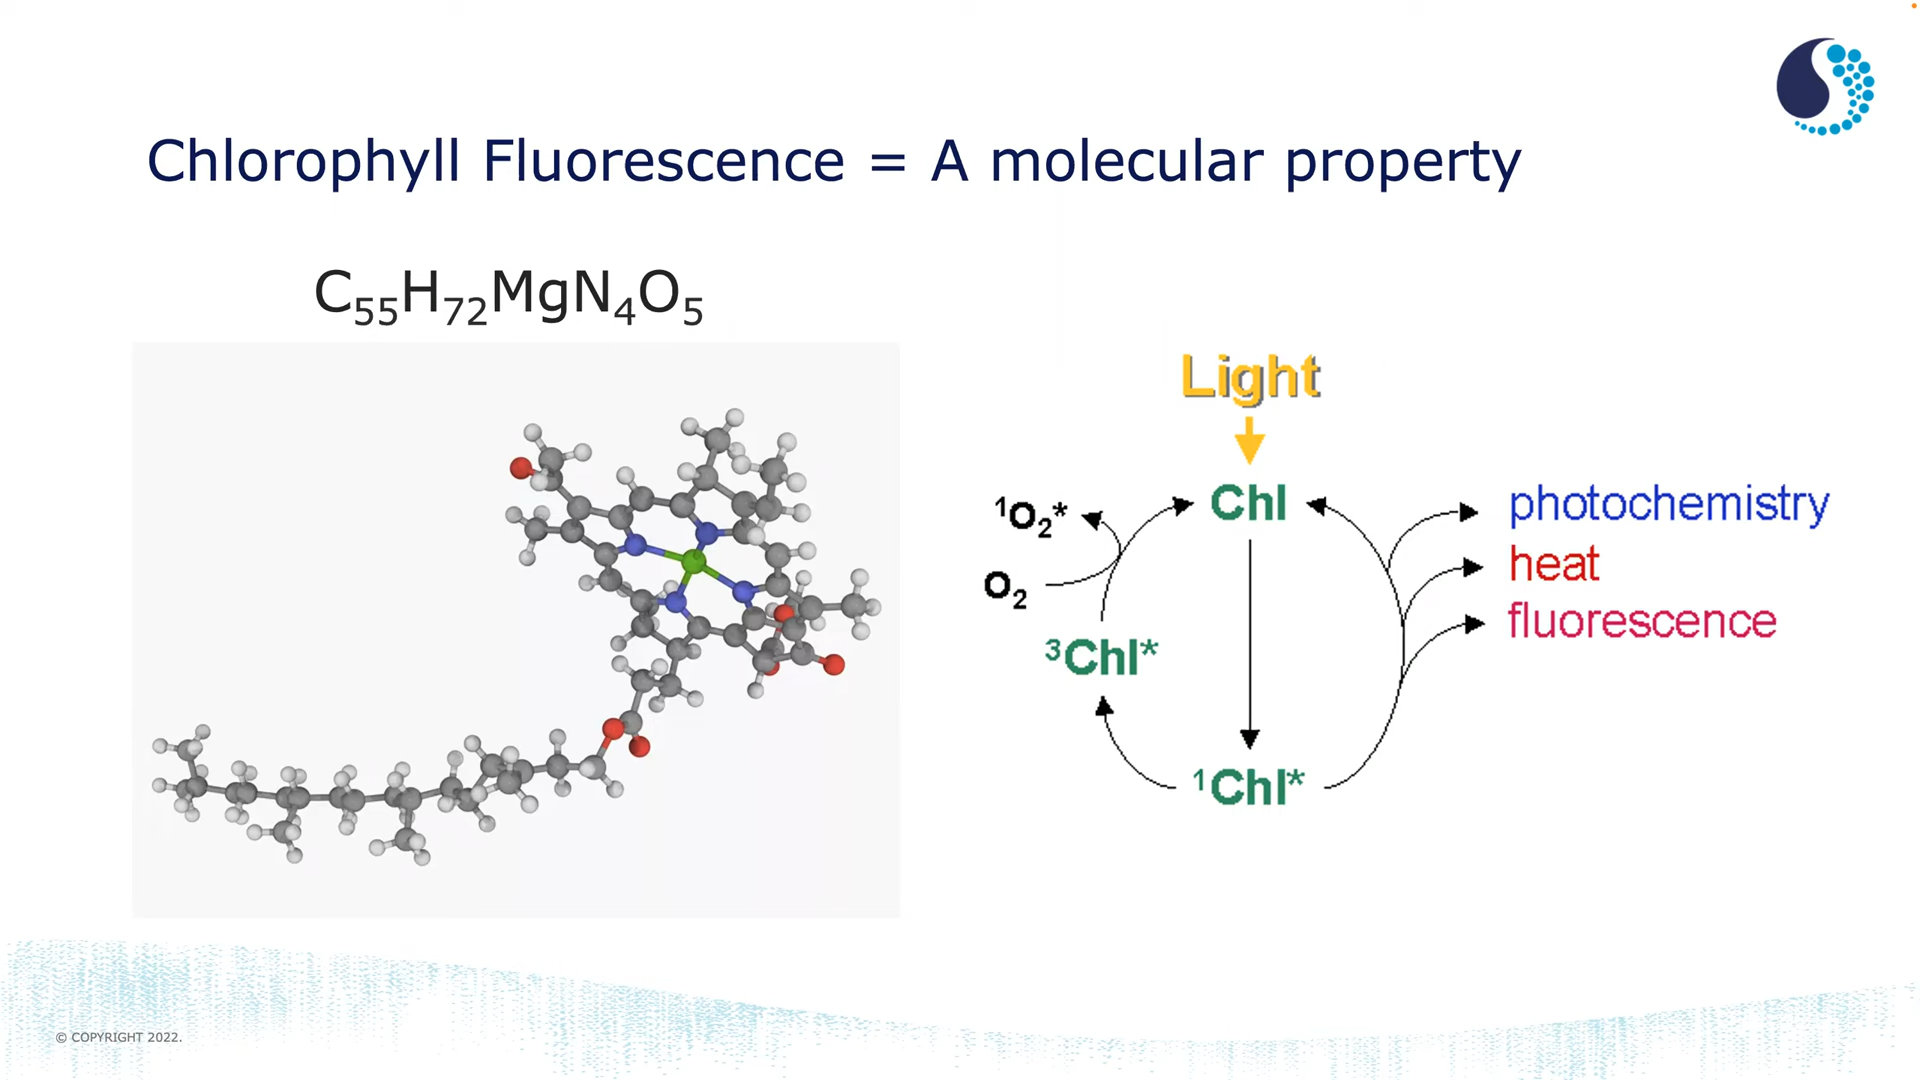 Chlorophyll Fluorescence = A molecular property
C₅₅H₇₂MgN₄O₅
Light
Chl
¹O₂*
O₂
³Chl*
¹Chl*
photochemistry
heat
fluorescence
© COPYRIGHT 2022.